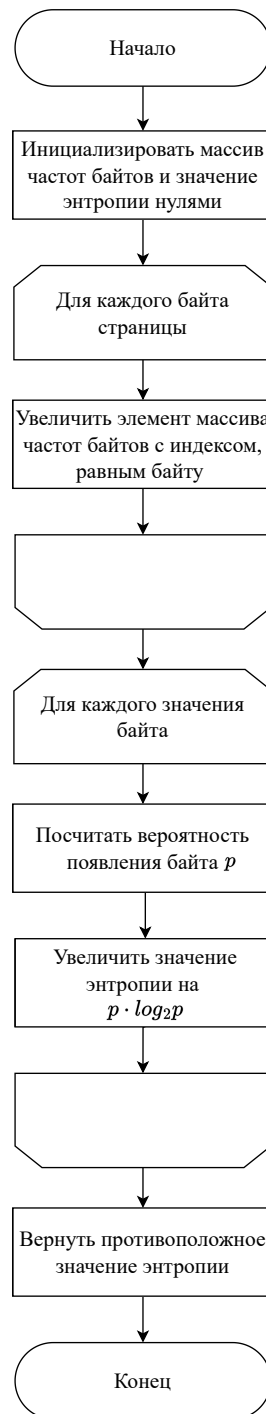 Начало
Инициализировать массив
частот байтов и значение
энтропии нулями
Для каждого байта
страницы
Увеличить элемент массива
частот байтов с индексом,
равным байту
Для каждого значения
байта
Посчитать вероятность
появления байта p
Увеличить значение
энтропии на
p · log₂p
Вернуть противоположное
значение энтропии
Конец